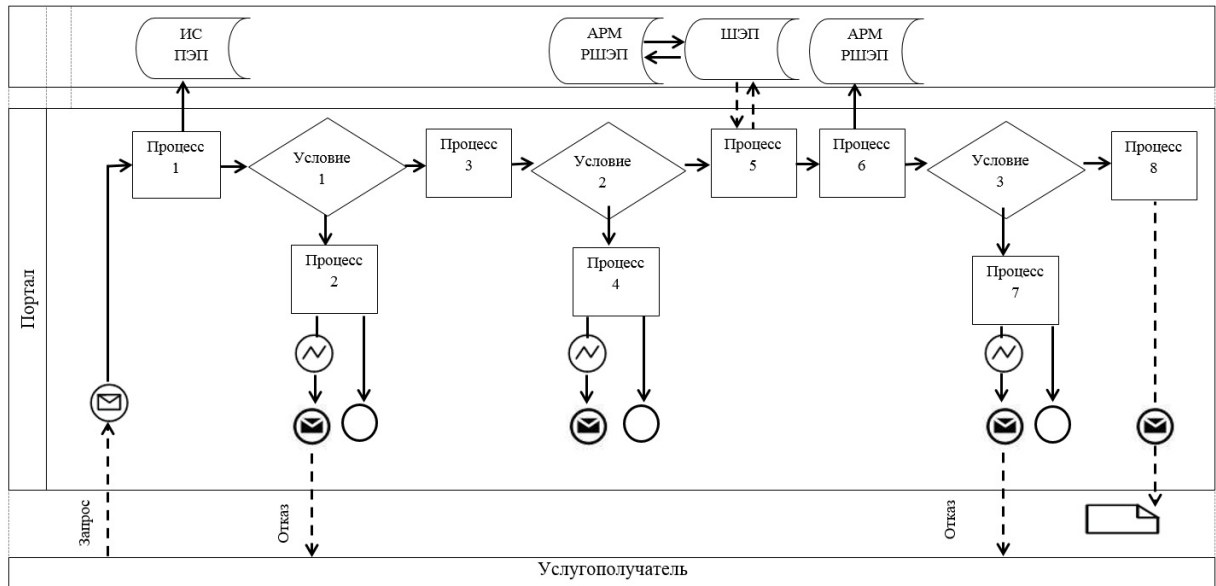 ИС
ПЭП
АРМ
РШЭП
ШЭП
АРМ
РШЭП
Портал
Процесс
1
Условие
1
Процесс
3
Условие
2
Процесс
5
Процесс
6
Условие
3
Процесс
8
Процесс
2
Процесс
4
Процесс
7
Запрос
Отказ
Отказ
Услугополучатель